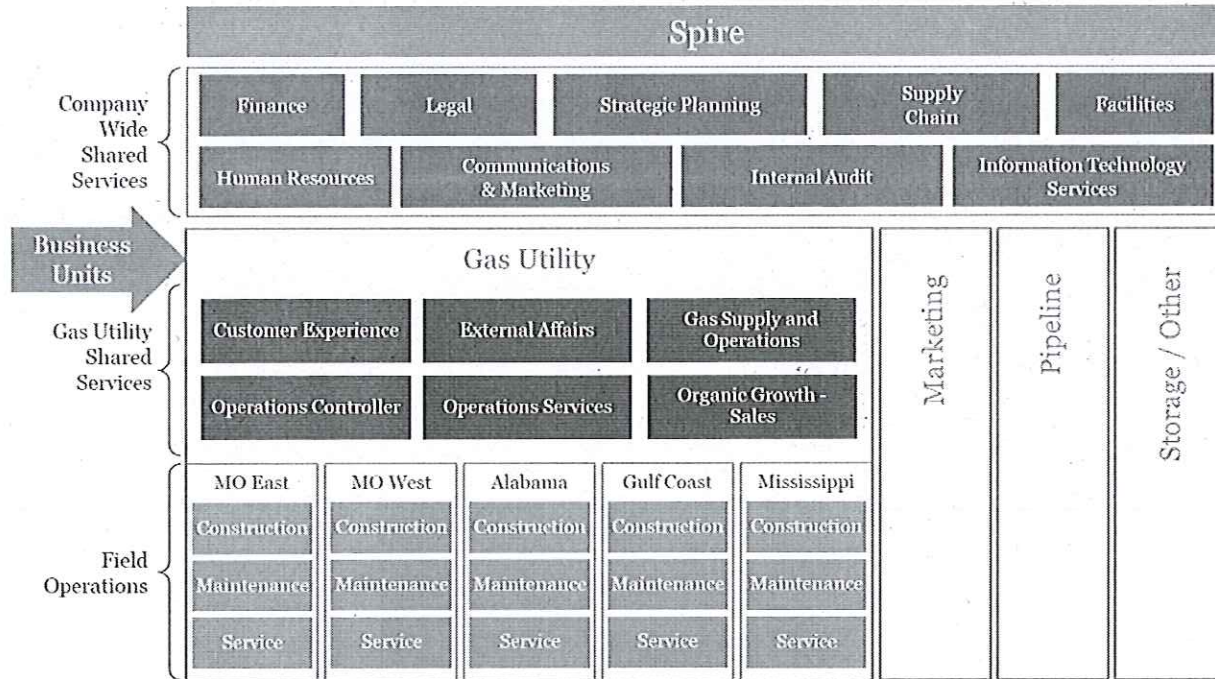 Spire
Company
Wide
Shared
Services
Finance
Legal
Strategic Planning
Supply
Chain
Facilities
Human Resources
Communications
& Marketing
Internal Audit
Information Technology
Services
Business
Units
Gas Utility
Marketing
Pipeline
Storage / Other
Gas Utility
Shared
Services
Customer Experience
External Affairs
Gas Supply and
Operations
Operations Controller
Operations Services
Organic Growth -
Sales
Field
Operations
MO East
MO West
Alabama
Gulf Coast
Mississippi
Construction
Construction
Construction
Construction
Construction
Maintenance
Maintenance
Maintenance
Maintenance
Maintenance
Service
Service
Service
Service
Service